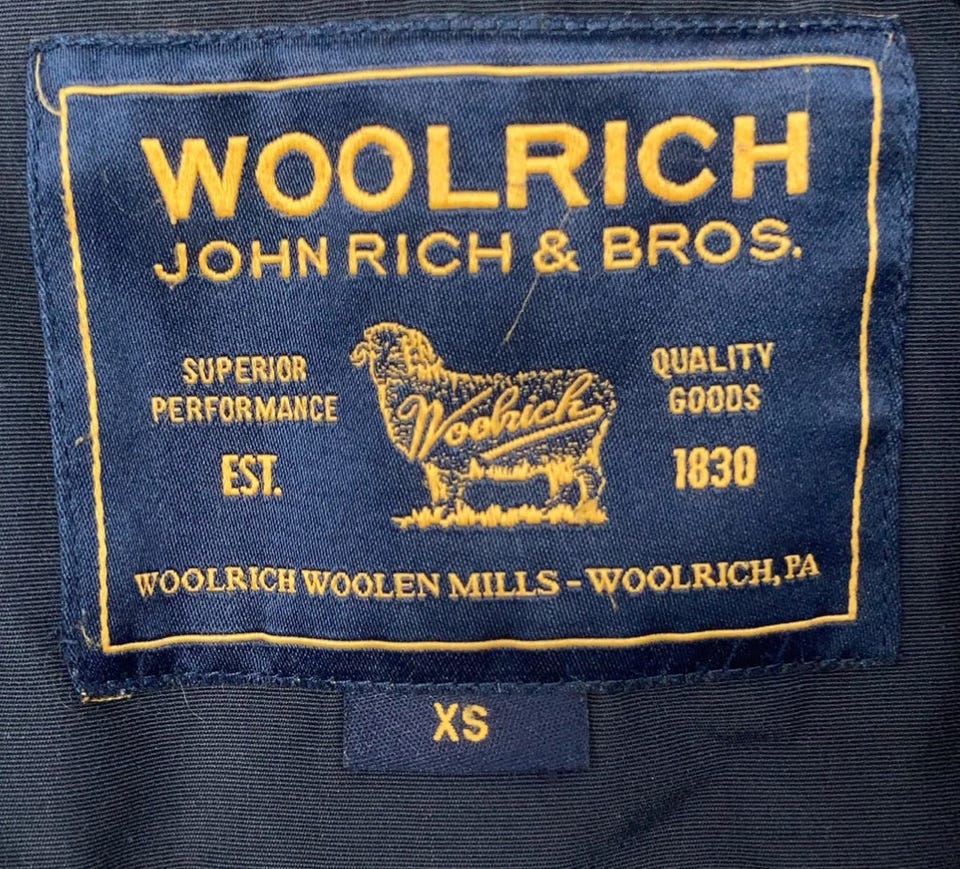 WOOLRICH
JOHN RICH & BROS.
SUPERIOR
PERFORMANCE
EST.
Woolrich
QUALITY
GOODS
1830
WOOLRICH WOOLEN MILLS - WOOLRICH, PA
XS